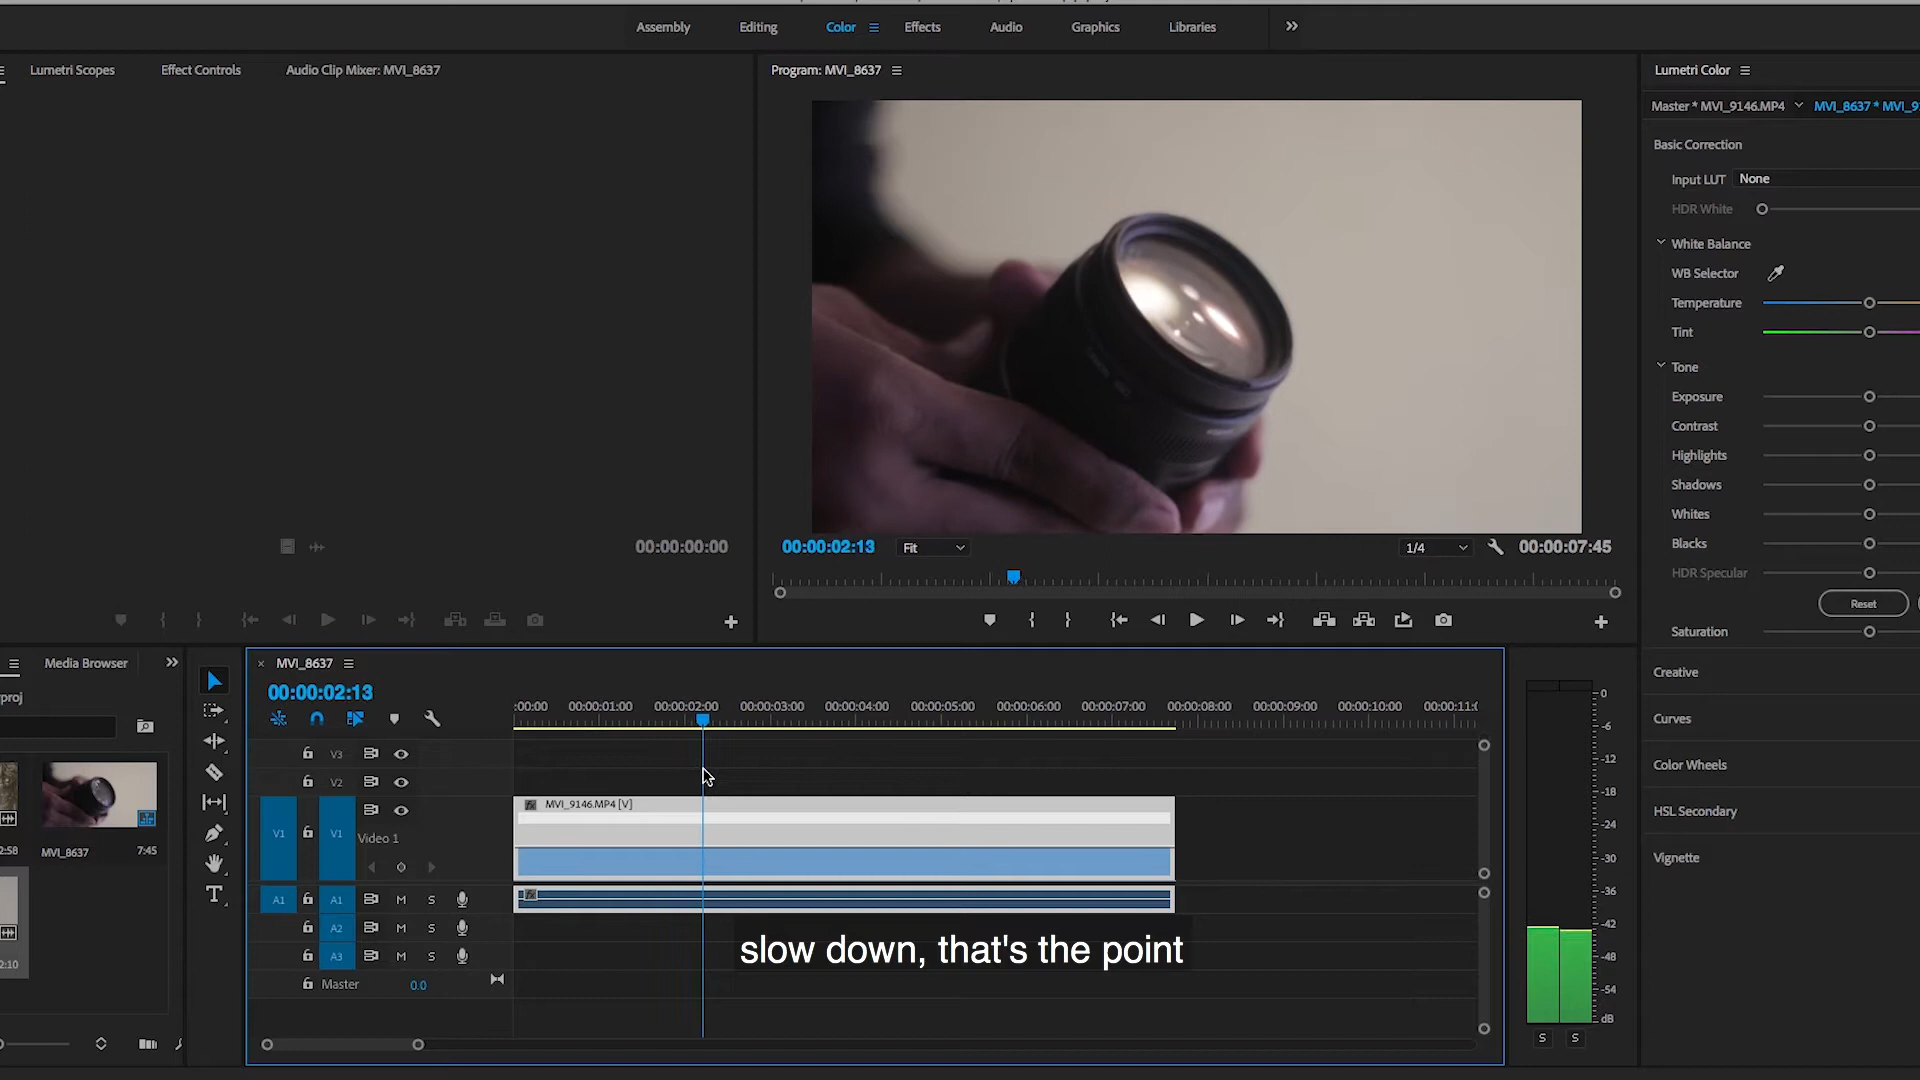 Assembly
Editing
Color
Effects
Audio
Graphics
Libraries
Lumetri Scopes
Effect Controls
Audio Clip Mixer: MVI_8637
Program: MVI_8637
Lumetri Color
Master * MVI_9146.MP4
MVI_8637 * MVI_9
Basic Correction
Input LUT None
HDR White
White Balance
WB Selector
Temperature
Tint
Tone
Exposure
Contrast
Highlights
Shadows
Whites
Blacks
HDR Specular
Reset
Saturation
Creative
Curves
Color Wheels
HSL Secondary
Vignette
00:00:00:00
00:00:02:13
Fit
1/4
00:00:07:45
Media Browser
proj
MVI_8637 7:45
2:58
2:10
MVI_8637
00:00:02:13
:00:00 00:00:01:00 00:00:02:00 00:00:03:00 00:00:04:00 00:00:05:00 00:00:06:00 00:00:07:00 00:00:08:00 00:00:09:00 00:00:10:00 00:00:11:0
V3
V2
V1 V1
Video 1
MVI_9146.MP4 [V]
fx
A1 A1 M S
fx
A2 M S
A3 M S
Master 0.0
slow down, that's the point
0
-6
-12
-18
-24
-30
-36
-42
-48
-54
dB
S S